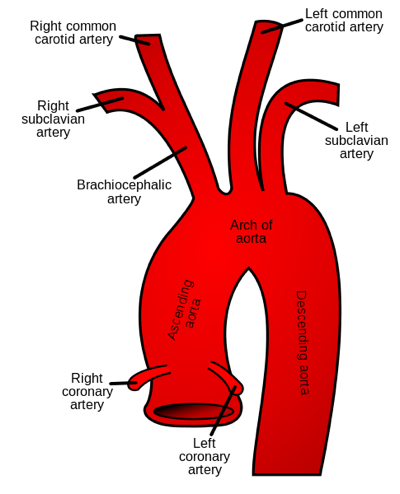 Right common
carotid artery
Left common
carotid artery
Right
subclavian
artery
Left
subclavian
artery
Brachiocephalic
artery
Arch of
aorta
Ascending
aorta
Descending aorta
Right
coronary
artery
Left
coronary
artery